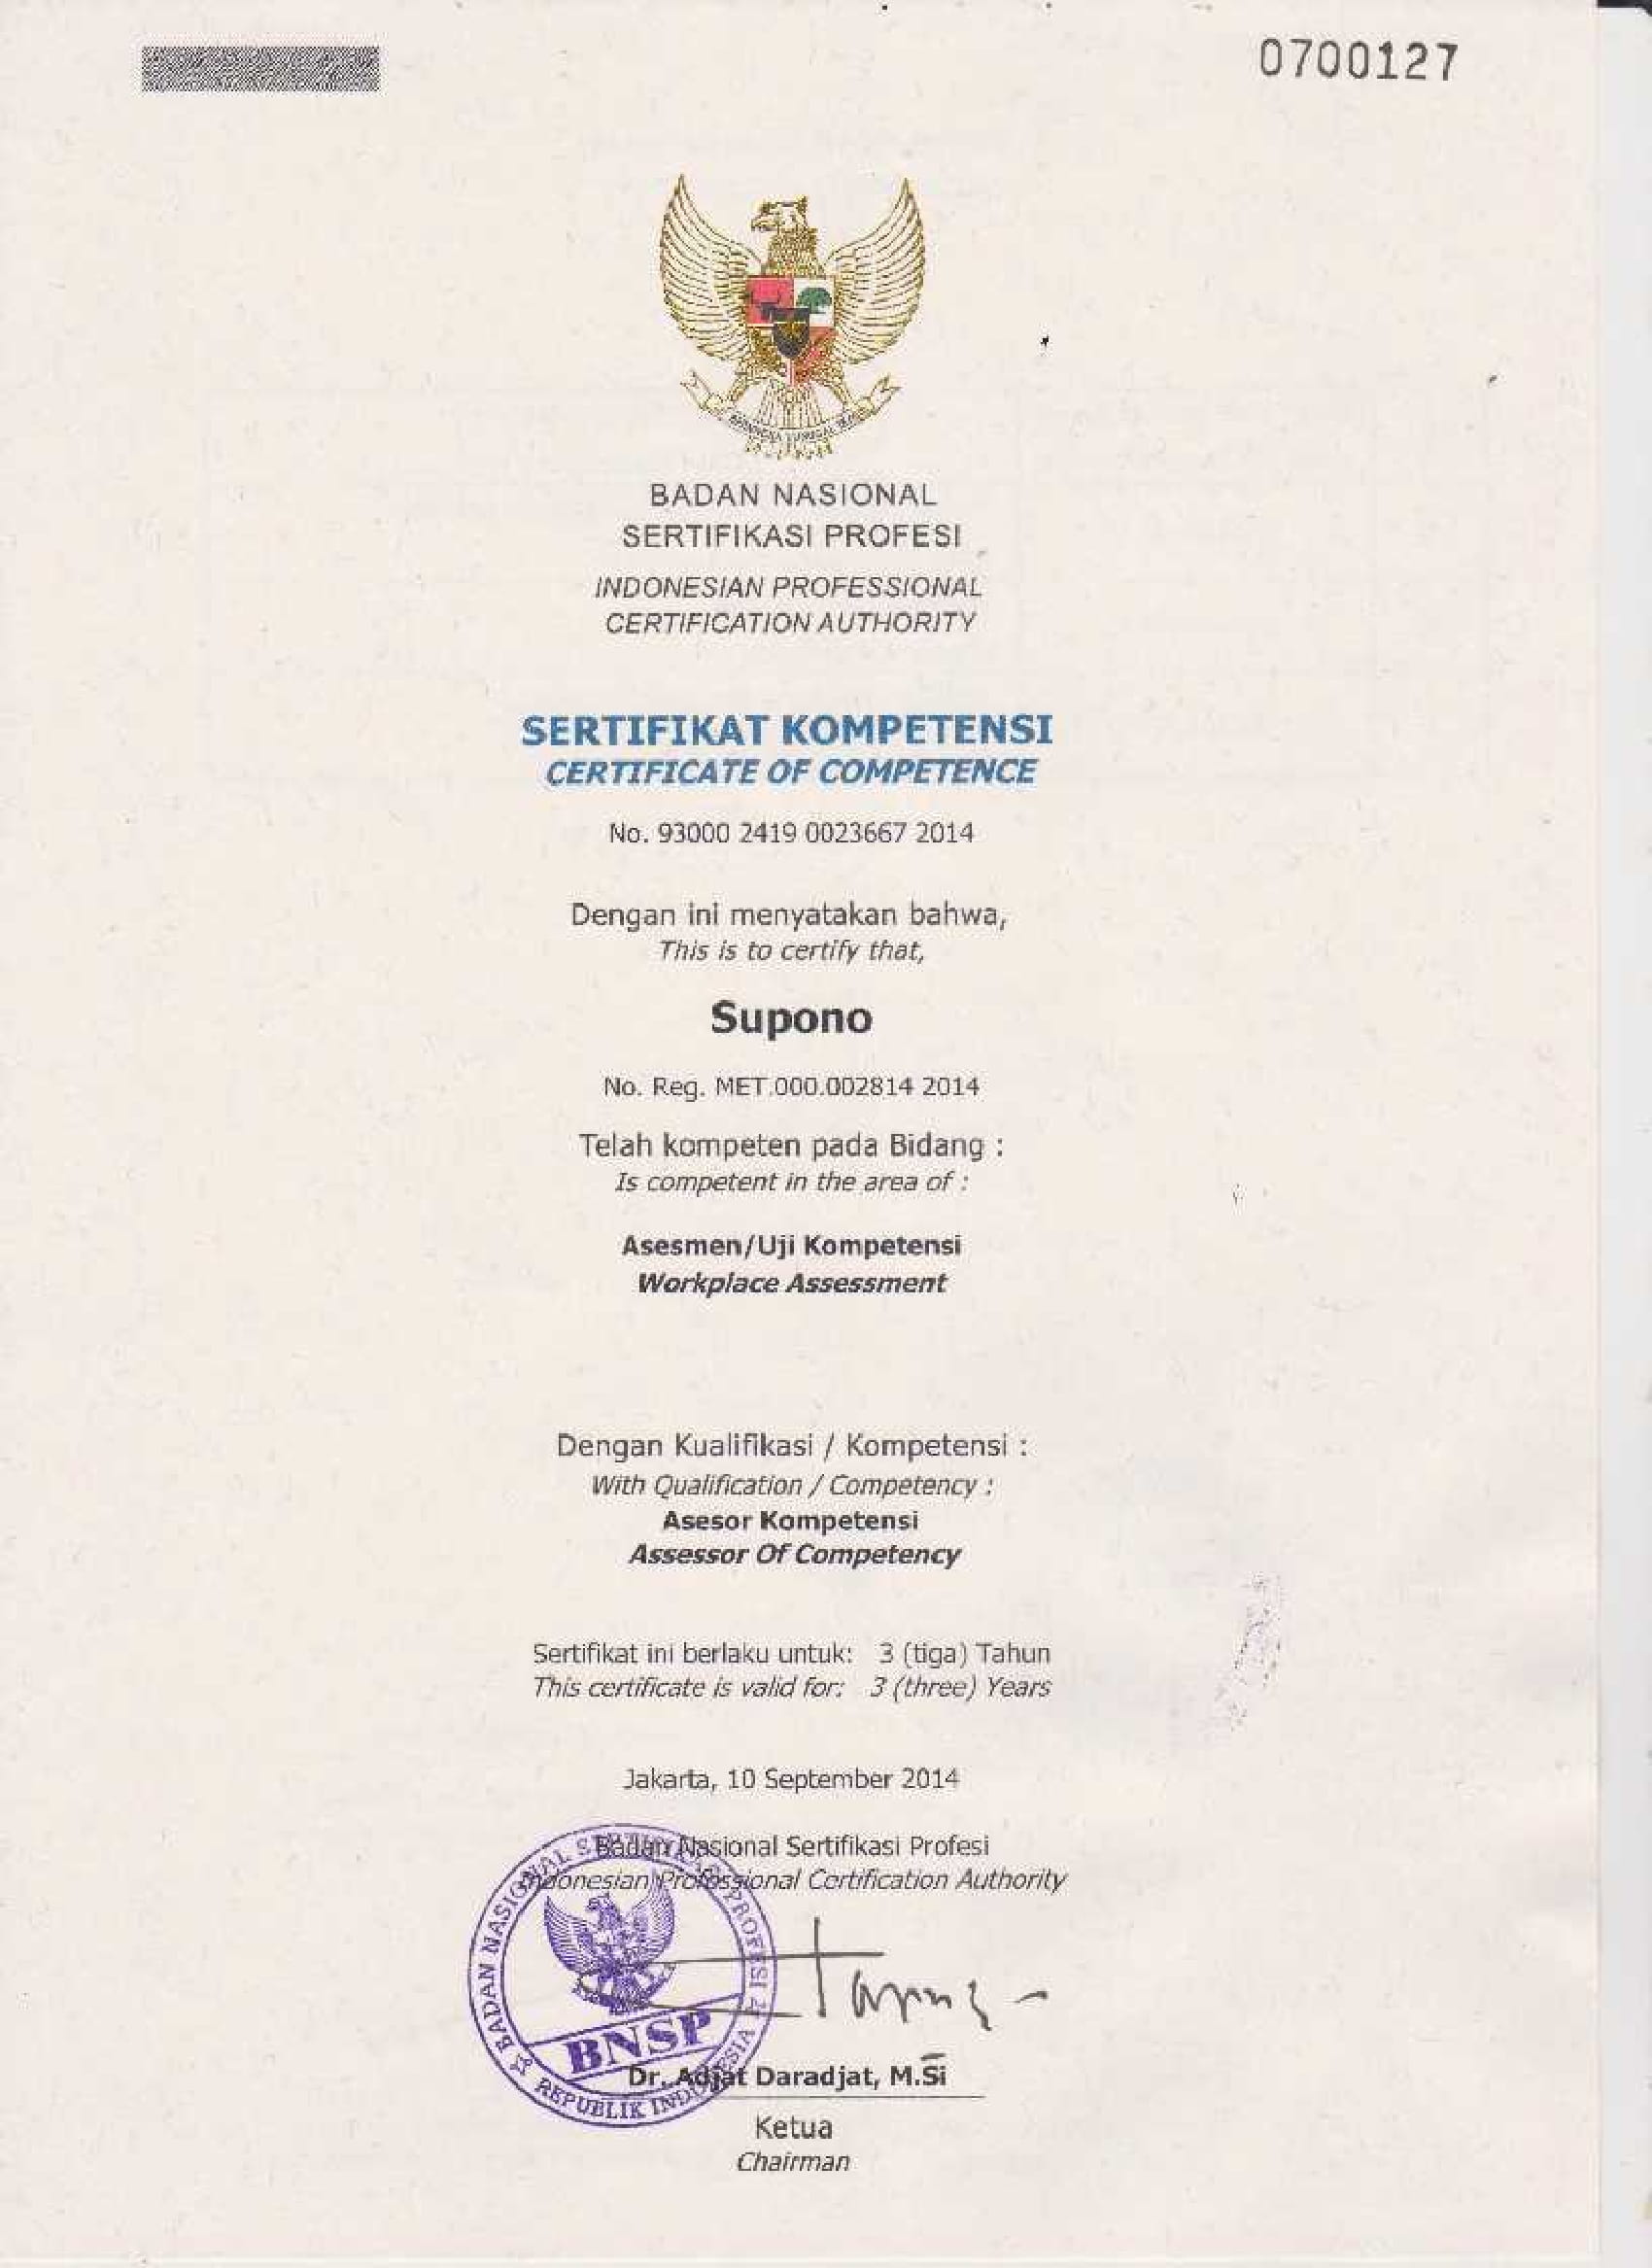 0700127
BADAN NASIONAL
SERTIFIKASI PROFESI
INDONESIAN PROFESSIONAL
CERTIFICATION AUTHORITY
SERTIFIKAT KOMPETENSI
CERTIFICATE OF COMPETENCE
No. 93000 2419 0023667 2014
Dengan ini menyatakan bahwa,
This is to certify that,
Supono
No. Reg. MET.000.002814 2014
Telah kompeten pada Bidang :
Is competent in the area of :
Asesmen/Uji Kompetensi
Workplace Assessment
Dengan Kualifikasi / Kompetensi :
With Qualification / Competency :
Asesor Kompetensi
Assessor Of Competency
Sertifikat ini berlaku untuk: 3 (tiga) Tahun
This certificate is valid for: 3 (three) Years
Jakarta, 10 September 2014
Badan Nasional Sertifikasi Profesi
Indonesian Professional Certification Authority
BADAN NASIONAL SERTIFIKASI PROFESI
BNSP
REPUBLIK INDONESIA
Dr. Adjat Daradjat, M.Si
Ketua
Chairman